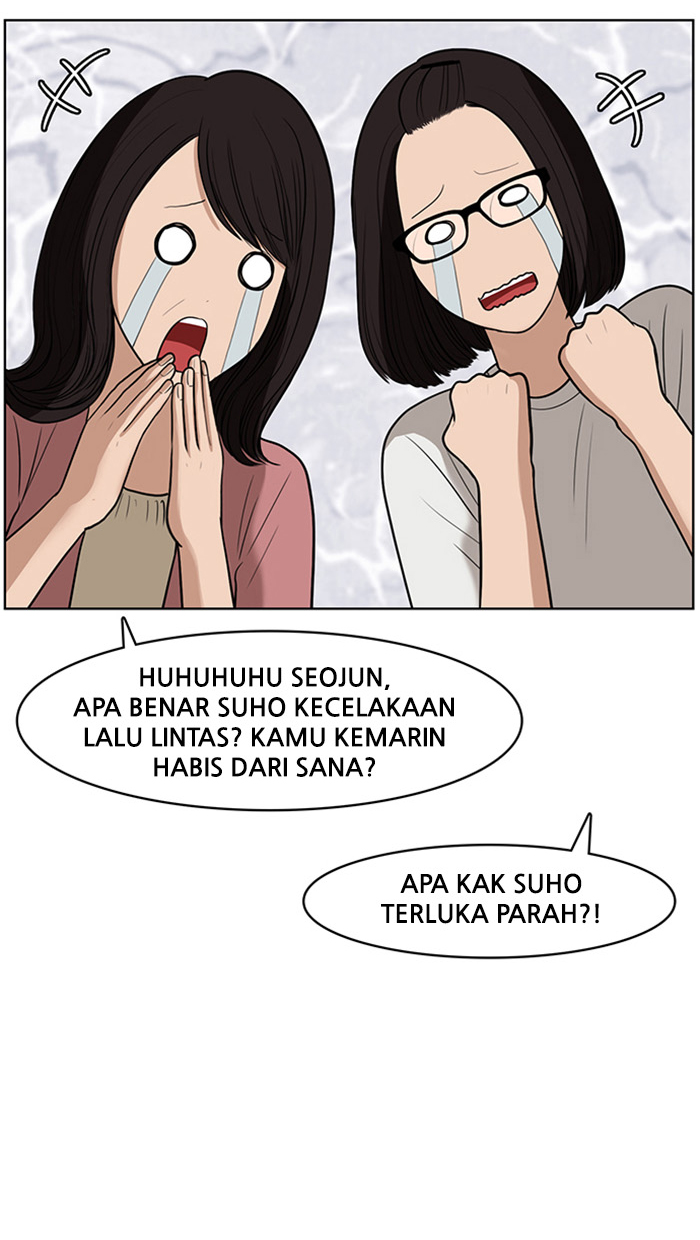 HUHUHUHU SEOJUN,
APA BENAR SUHO KECELAKAAN
LALU LINTAS? KAMU KEMARIN
HABIS DARI SANA?
APA KAK SUHO
TERLUKA PARAH?!